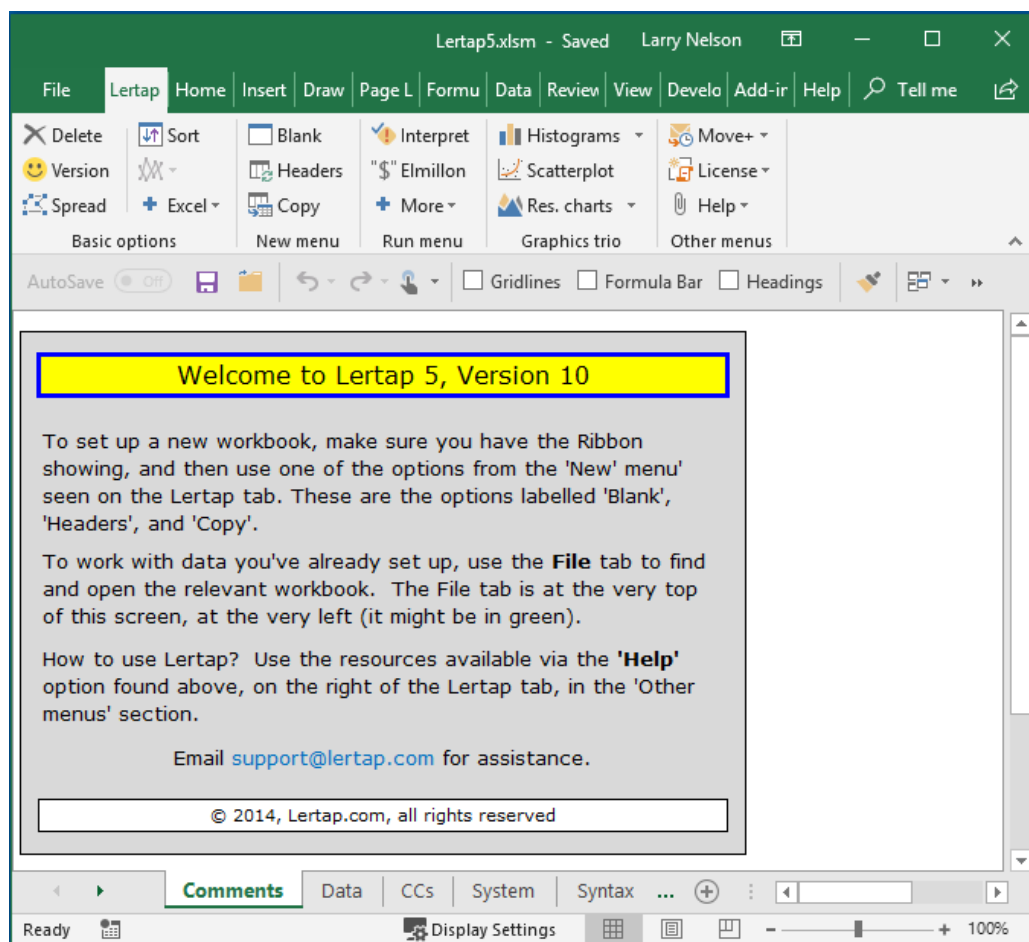 Lertap5.xlsm - Saved Larry Nelson
File Lertap Home Insert Draw Page L Formu Data Review View Develo Add-ir Help Tell me
Delete Sort Blank Interpret Histograms Move+
Version Headers "$" Elmillon Scatterplot License
Spread Excel Copy More Res. charts Help
Basic options New menu Run menu Graphics trio Other menus
AutoSave Off Gridlines Formula Bar Headings
Welcome to Lertap 5, Version 10
To set up a new workbook, make sure you have the Ribbon
showing, and then use one of the options from the 'New' menu'
seen on the Lertap tab. These are the options labelled 'Blank',
'Headers', and 'Copy'.
To work with data you've already set up, use the File tab to find
and open the relevant workbook. The File tab is at the very top
of this screen, at the very left (it might be in green).
How to use Lertap? Use the resources available via the 'Help'
option found above, on the right of the Lertap tab, in the 'Other
menus' section.
Email support@lertap.com for assistance.
© 2014, Lertap.com, all rights reserved
Comments Data CCs System Syntax ...
Ready Display Settings 100%